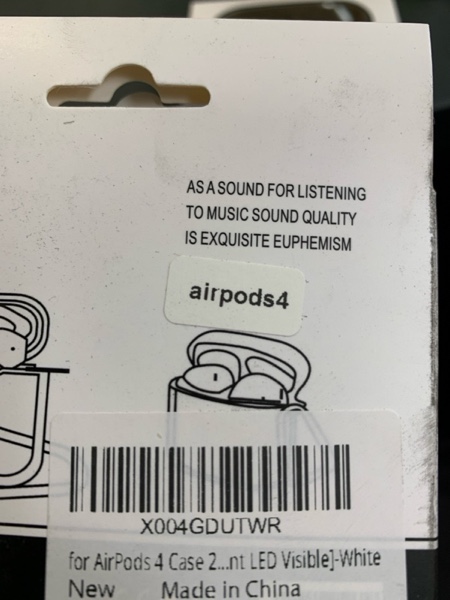 AS A SOUND FOR LISTENING
TO MUSIC SOUND QUALITY
IS EXQUISITE EUPHEMISM
airpods4
X004GDUTWR
for AirPods 4 Case 2...nt LED Visible]-White
New Made in China